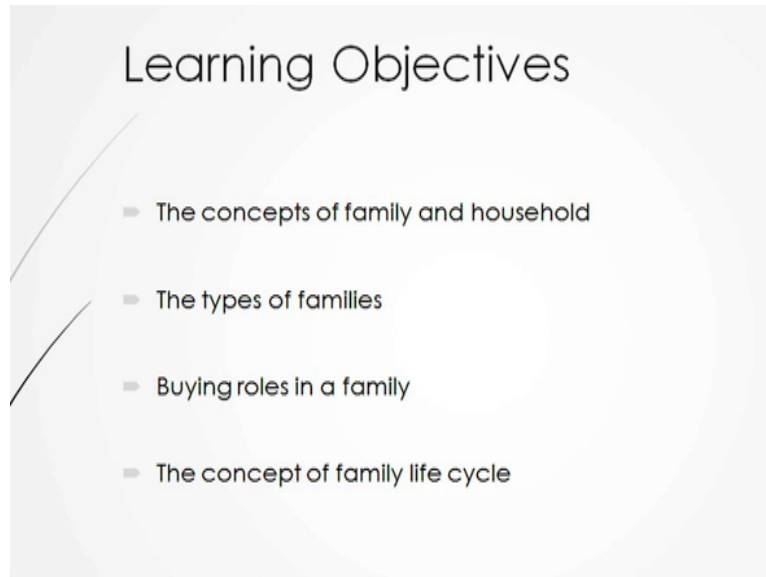 Learning Objectives
The concepts of family and household
The types of families
Buying roles in a family
The concept of family life cycle